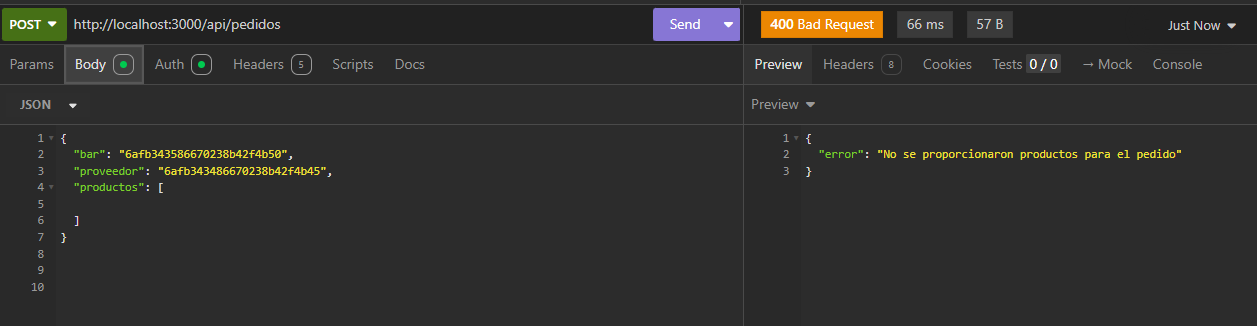 POST http://localhost:3000/api/pedidos Send
400 Bad Request 66 ms 57 B Just Now
Params Body Auth Headers 5 Scripts Docs
Preview Headers 8 Cookies Tests 0 / 0 → Mock Console
JSON
Preview
1 {
2 "bar": "6afb343586670238b42f4b50",
3 "proveedor": "6afb343486670238b42f4b45",
4 "productos": [
5
6 ]
7 }
8
9
10
1 {
2 "error": "No se proporcionaron productos para el pedido"
3 }